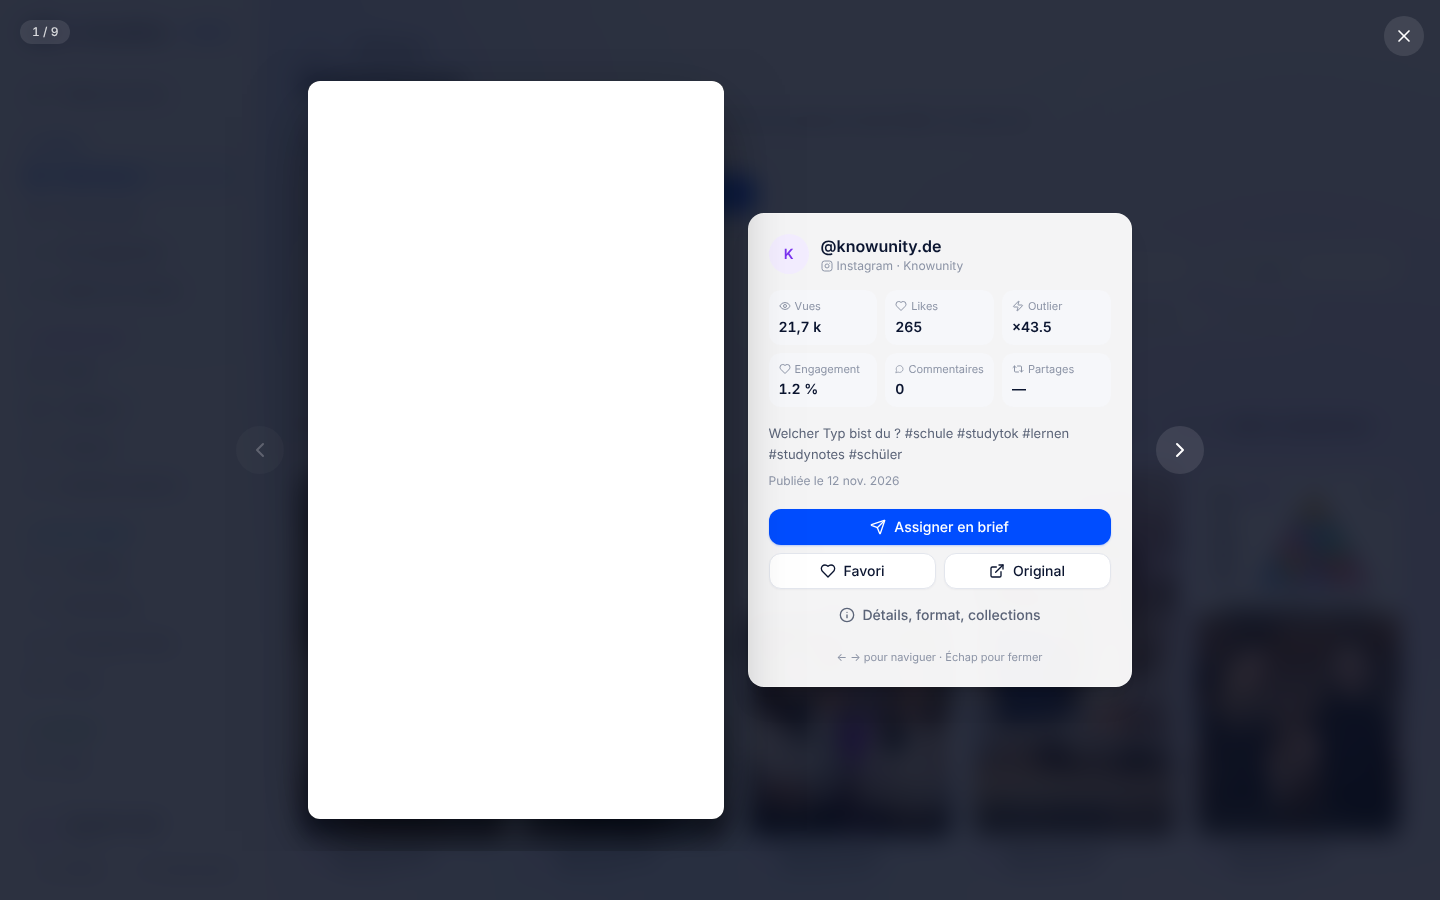 1 / 9
K
@knowunity.de
Instagram · Knowunity
Vues
21,7 k
Likes
265
Outlier
×43.5
Engagement
1.2 %
Commentaires
0
Partages
—
Welcher Typ bist du ? #schule #studytok #lernen
#studynotes #schüler
Publiée le 12 nov. 2026
Assigner en brief
Favori
Original
Détails, format, collections
← → pour naviguer · Échap pour fermer